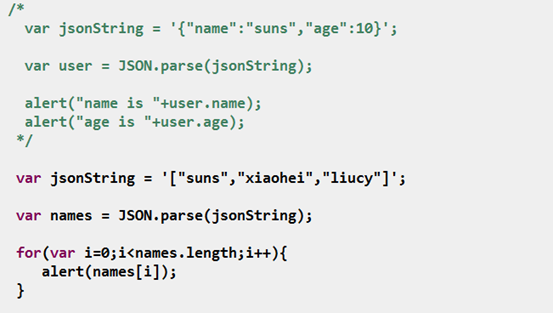 /*
var jsonString = '{"name":"suns","age":10}';
var user = JSON.parse(jsonString);
alert("name is "+user.name);
alert("age is "+user.age);
*/
var jsonString = '["suns","xiaohei","liucy"]';
var names = JSON.parse(jsonString);
for(var i=0;i<names.length;i++){
alert(names[i]);
}